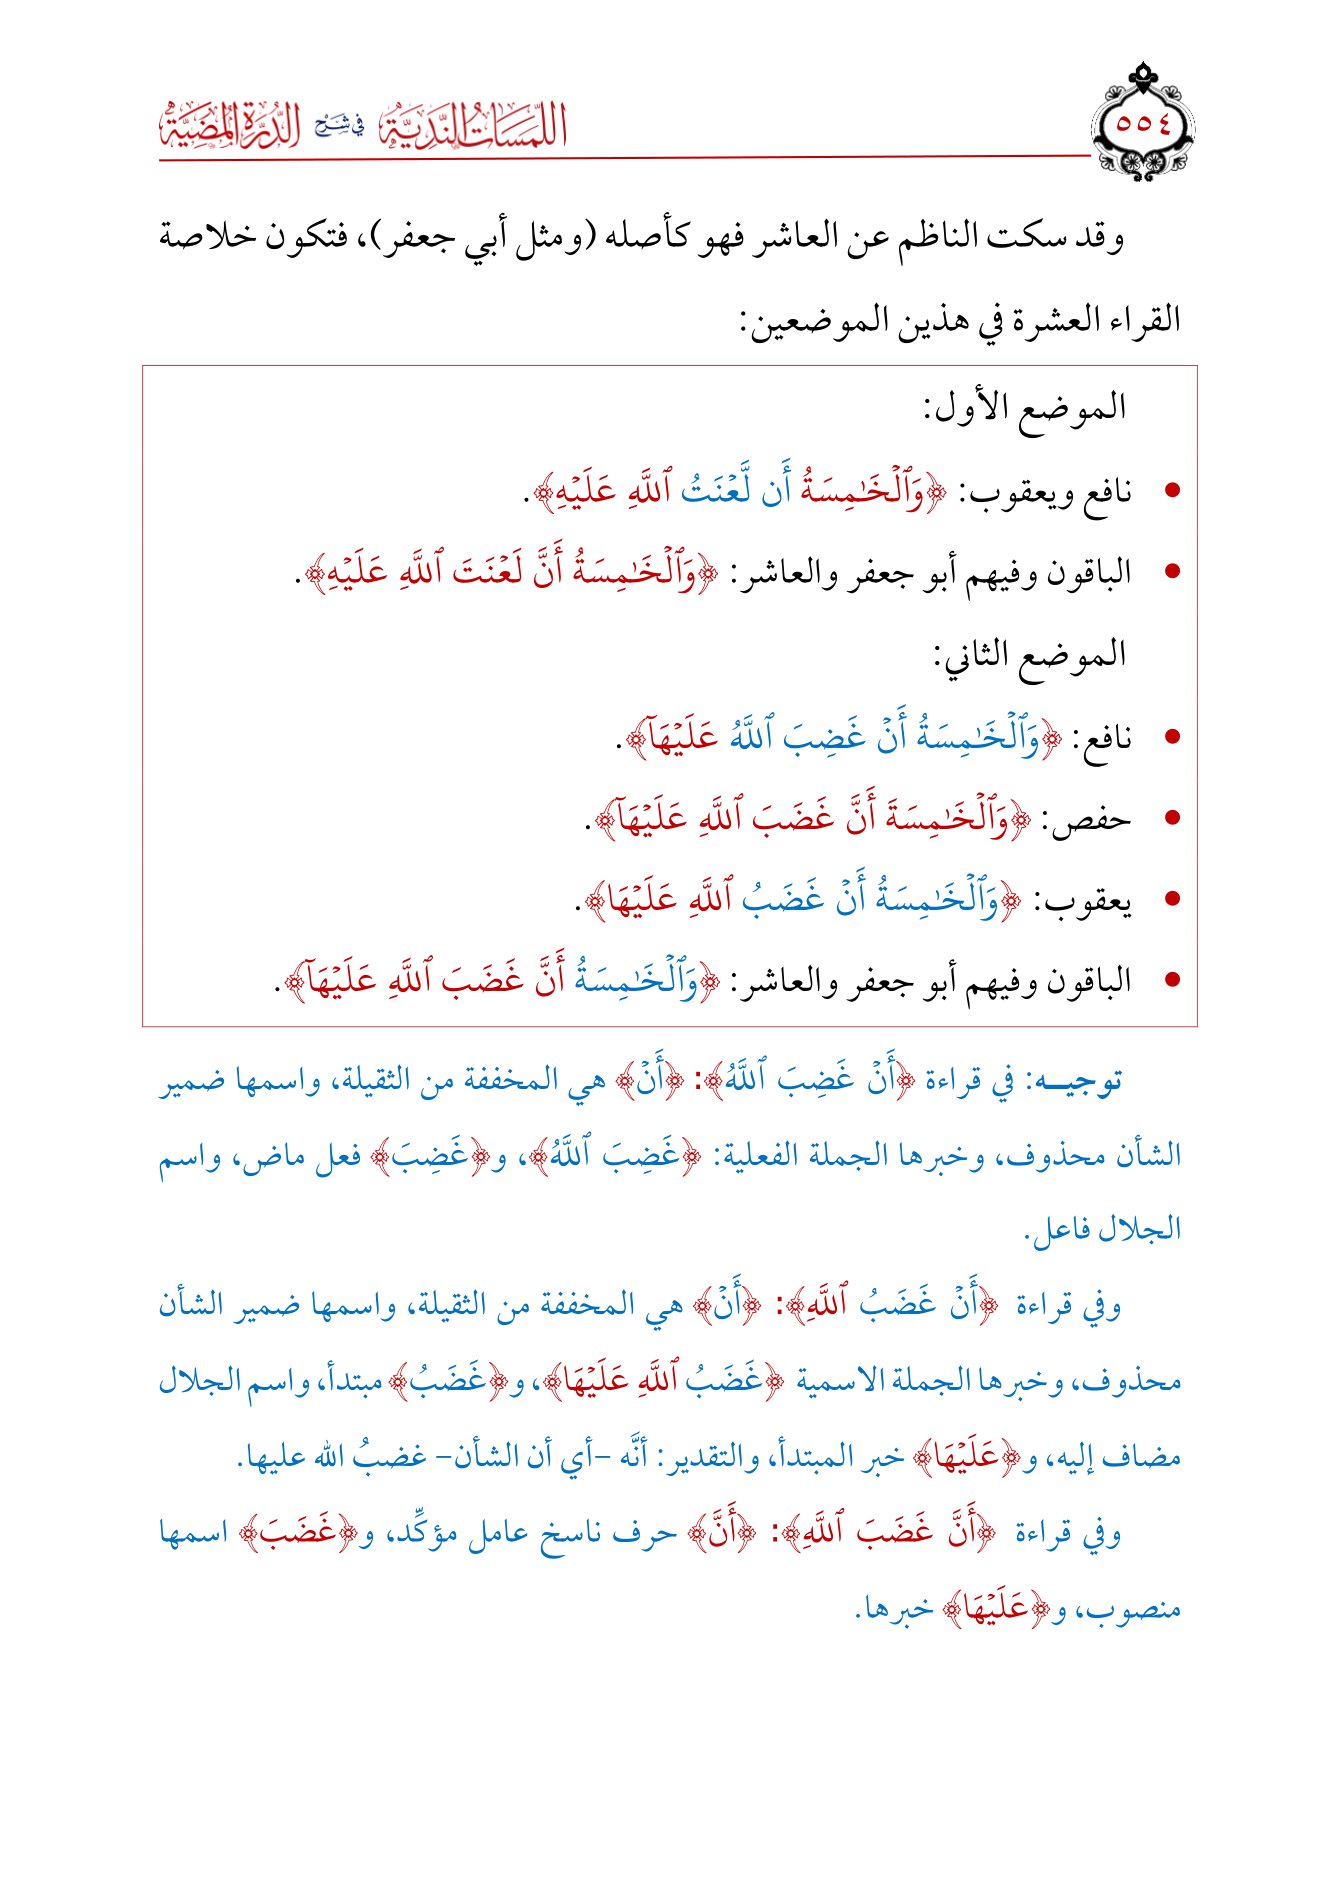 اللمسات الندية في شرح الدرة المضية
٥٥٤
وقد سكت الناظم عن العاشر فهو كأصله (ومثل أبي جعفر)، فتكون خلاصة
القراء العشرة في هذين الموضعين:
الموضع الأول:
• نافع ويعقوب: ﴿وَٱلْخَـٰمِسَةُ أَن لَّعْنَتُ ٱللَّهِ عَلَيْهِ﴾.
• الباقون وفيهم أبو جعفر والعاشر: ﴿وَٱلْخَـٰمِسَةُ أَنَّ لَعْنَتَ ٱللَّهِ عَلَيْهِ﴾.
الموضع الثاني:
• نافع: ﴿وَٱلْخَـٰمِسَةُ أَنْ غَضِبَ ٱللَّهُ عَلَيْهَآ﴾.
• حفص: ﴿وَٱلْخَـٰمِسَةَ أَنَّ غَضَبَ ٱللَّهِ عَلَيْهَآ﴾.
• يعقوب: ﴿وَٱلْخَـٰمِسَةُ أَنْ غَضَبُ ٱللَّهِ عَلَيْهَا﴾.
• الباقون وفيهم أبو جعفر والعاشر: ﴿وَٱلْخَـٰمِسَةُ أَنَّ غَضَبَ ٱللَّهِ عَلَيْهَآ﴾.
توجيـــه: في قراءة ﴿أَنْ غَضِبَ ٱللَّهُ﴾: ﴿أَنْ﴾ هي المخففة من الثقيلة، واسمها ضمير
الشأن محذوف، وخبرها الجملة الفعلية: ﴿غَضِبَ ٱللَّهُ﴾، و﴿غَضِبَ﴾ فعل ماض، واسم
الجلال فاعل.
وفي قراءة ﴿أَنْ غَضَبُ ٱللَّهِ﴾: ﴿أَنْ﴾ هي المخففة من الثقيلة، واسمها ضمير الشأن
محذوف، وخبرها الجملة الاسمية ﴿غَضَبُ ٱللَّهِ عَلَيْهَا﴾، و﴿غَضَبُ﴾ مبتدأ، واسم الجلال
مضاف إليه، و﴿عَلَيْهَا﴾ خبر المبتدأ، والتقدير: أنَّه -أي أن الشأن- غضبُ الله عليها.
وفي قراءة ﴿أَنَّ غَضَبَ ٱللَّهِ﴾: ﴿أَنَّ﴾ حرف ناسخ عامل مؤكِّد، و﴿غَضَبَ﴾ اسمها
منصوب، و﴿عَلَيْهَا﴾ خبرها.